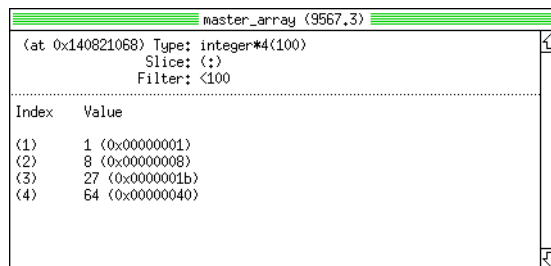 master_array (9567.3)
(at 0x140821068) Type: integer*4(100)
Slice: (:)
Filter: <100
Index Value
(1) 1 (0x00000001)
(2) 8 (0x00000008)
(3) 27 (0x0000001b)
(4) 64 (0x00000040)